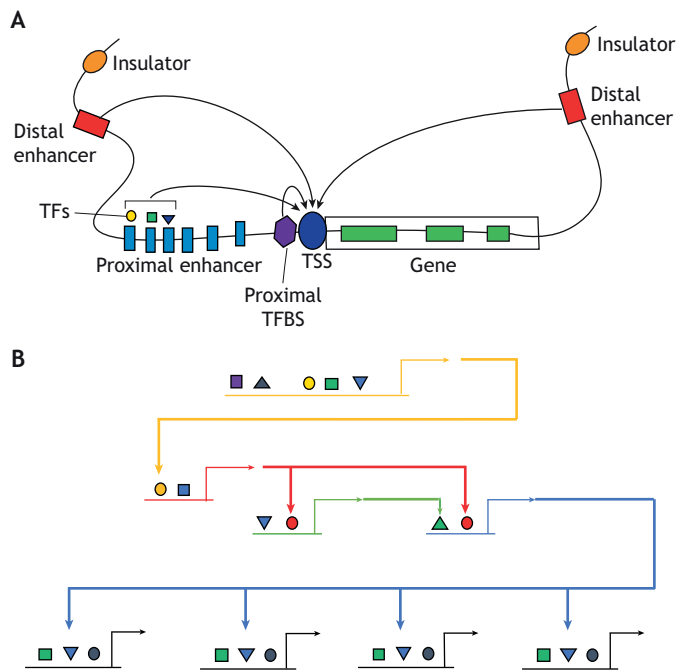 A
Insulator
Insulator
Distal
enhancer
Distal
enhancer
TFs
Proximal enhancer
TSS
Gene
Proximal
TFBS
B